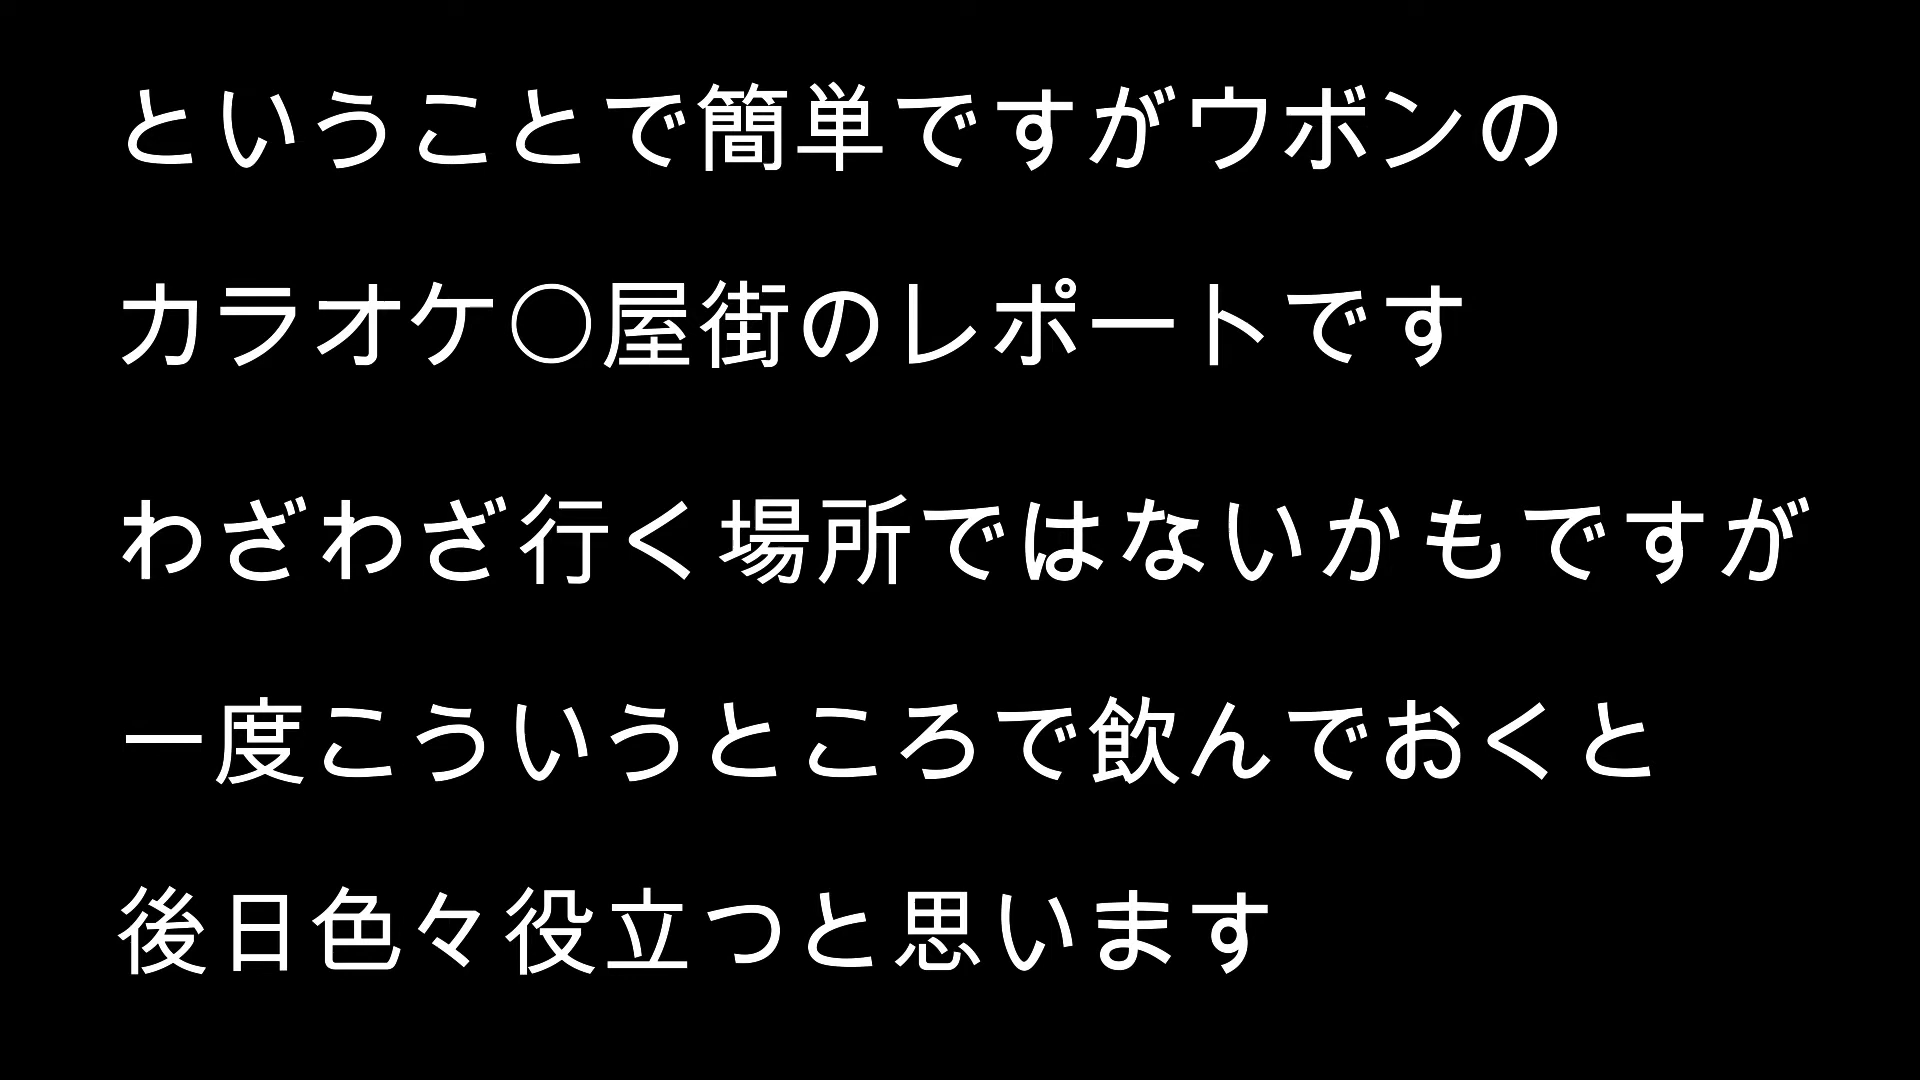 ということで簡単ですがウボンの
カラオケ○屋街のレポートです
わざわざ行く場所ではないかもですが
一度こういうところで飲んでおくと
後日色々役立つと思います